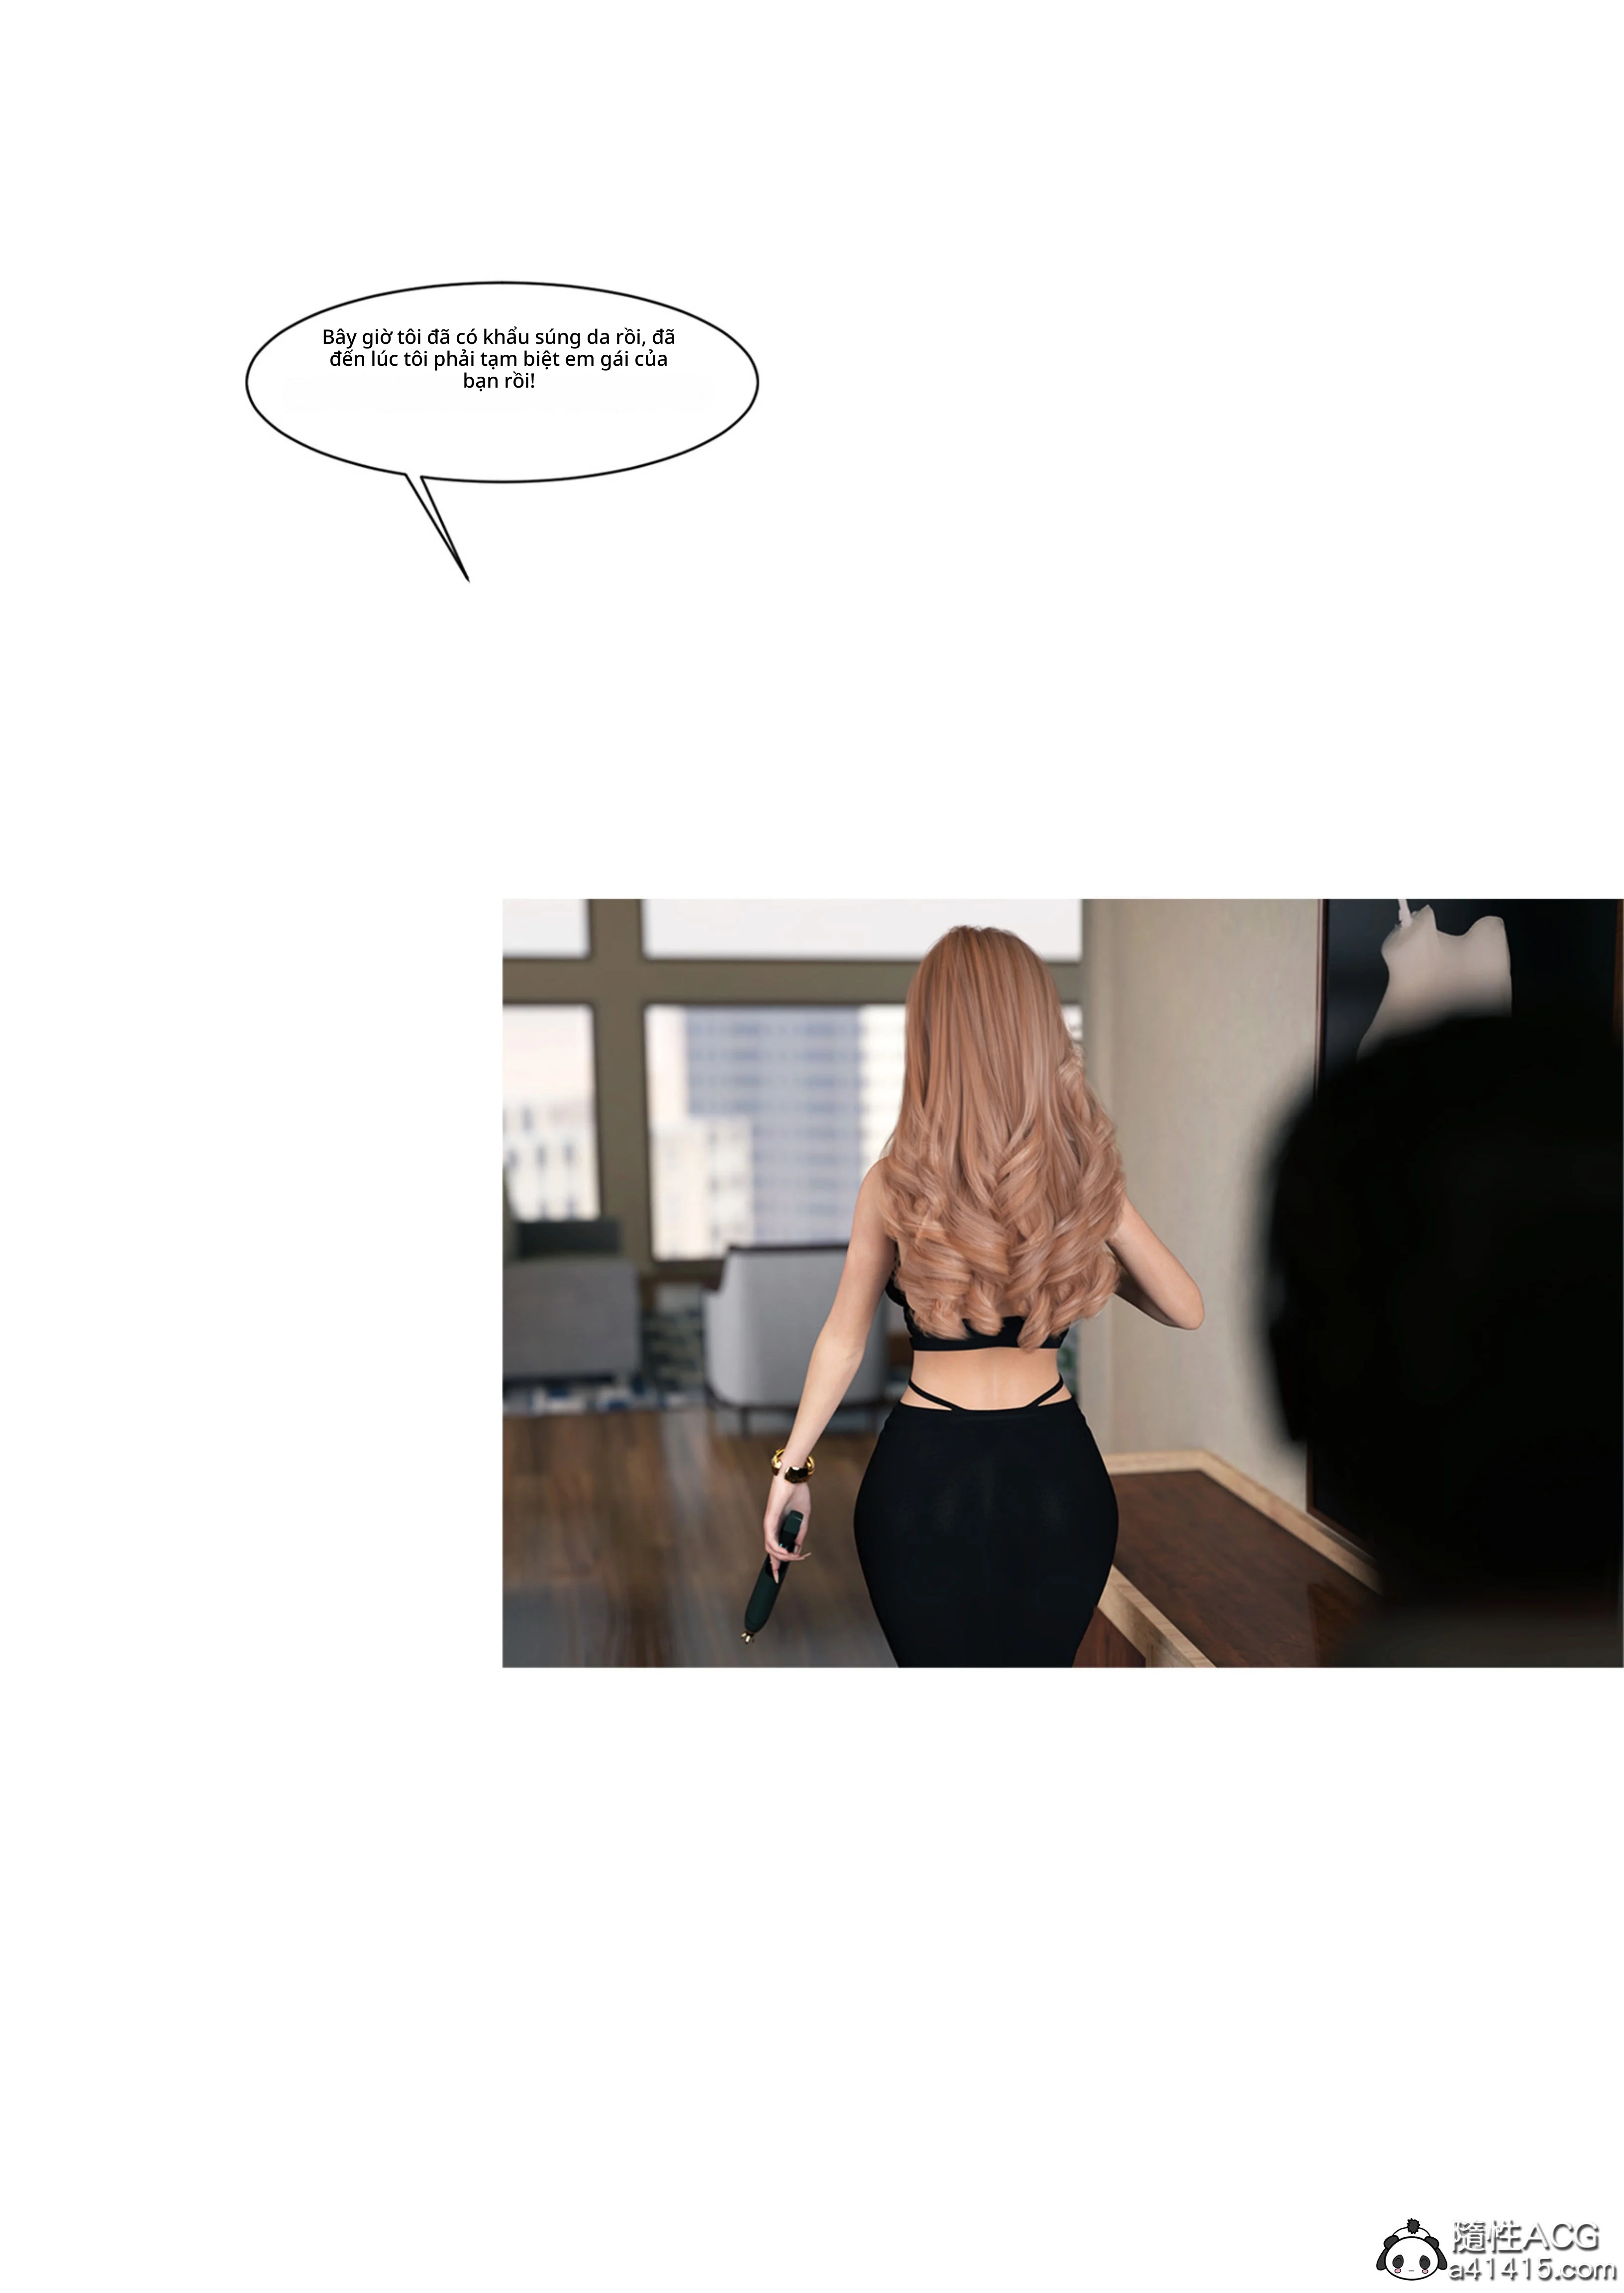 Bây giờ tôi đã có khẩu súng da rồi, đã
đến lúc tôi phải tạm biệt em gái của
bạn rồi!
隨性ACG
a41415.com